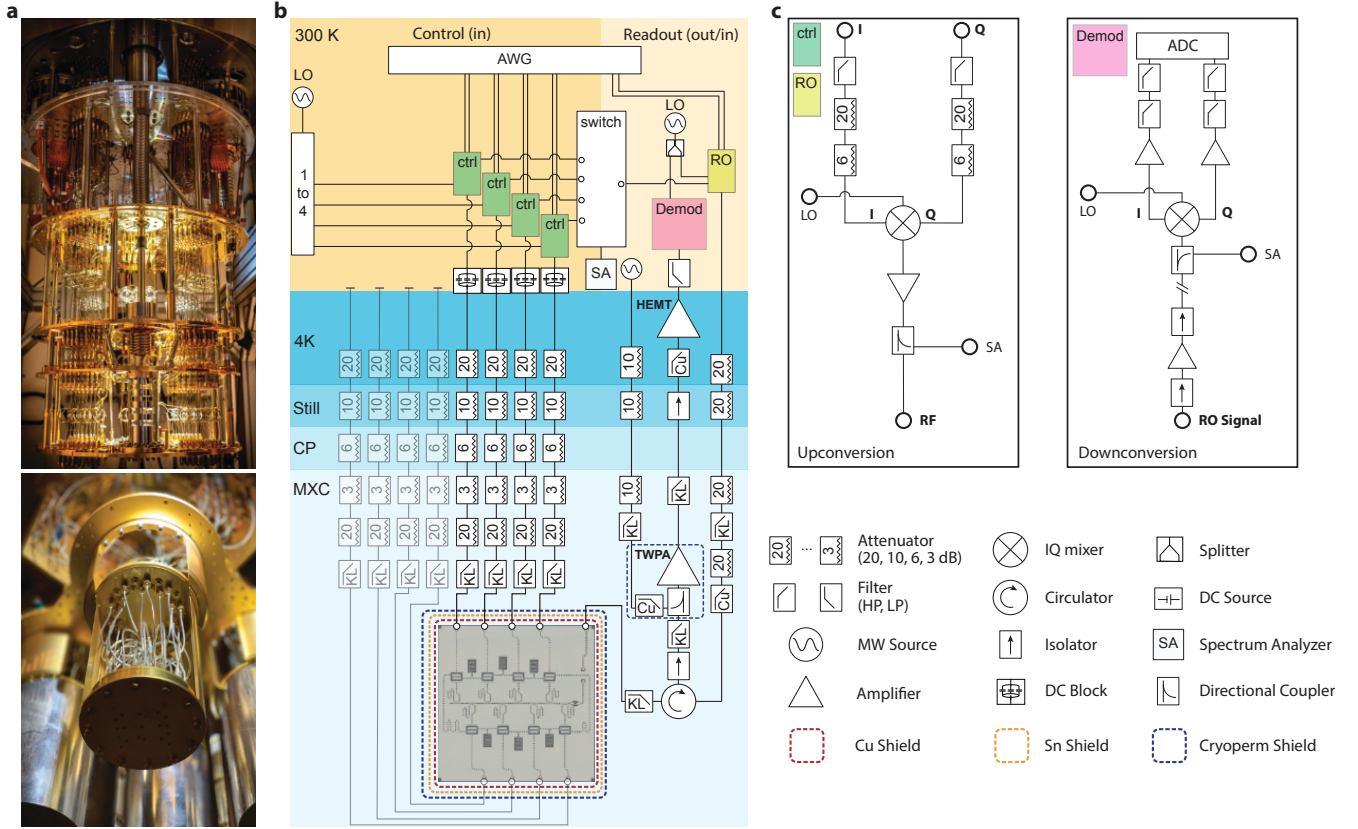 a
b
c
300 K
Control (in)
Readout (out/in)
AWG
LO
LO
switch
1
to
4
ctrl
ctrl
ctrl
ctrl
RO
Demod
SA
HEMT
4K
20
20
20
20
20
20
20
20
10
Cu
20
Still
10
10
10
10
10
10
10
10
10
20
CP
6
6
6
6
6
6
6
6
MXC
3
3
3
3
3
3
3
3
10
KL
20
20
20
20
20
20
20
20
20
KL
KL
KL
KL
KL
KL
KL
KL
KL
KL
KL
TWPA
20
Cu
Cu
KL
KL
ctrl
RO
I
Q
20
20
6
6
LO
I
Q
SA
RF
Upconversion
Demod
ADC
LO
I
Q
SA
RO Signal
Downconversion
20 ... 3
Attenuator
(20, 10, 6, 3 dB)
IQ mixer
Splitter
Filter
(HP, LP)
Circulator
DC Source
MW Source
Isolator
SA
Spectrum Analyzer
Amplifier
DC Block
Directional Coupler
Cu Shield
Sn Shield
Cryoperm Shield